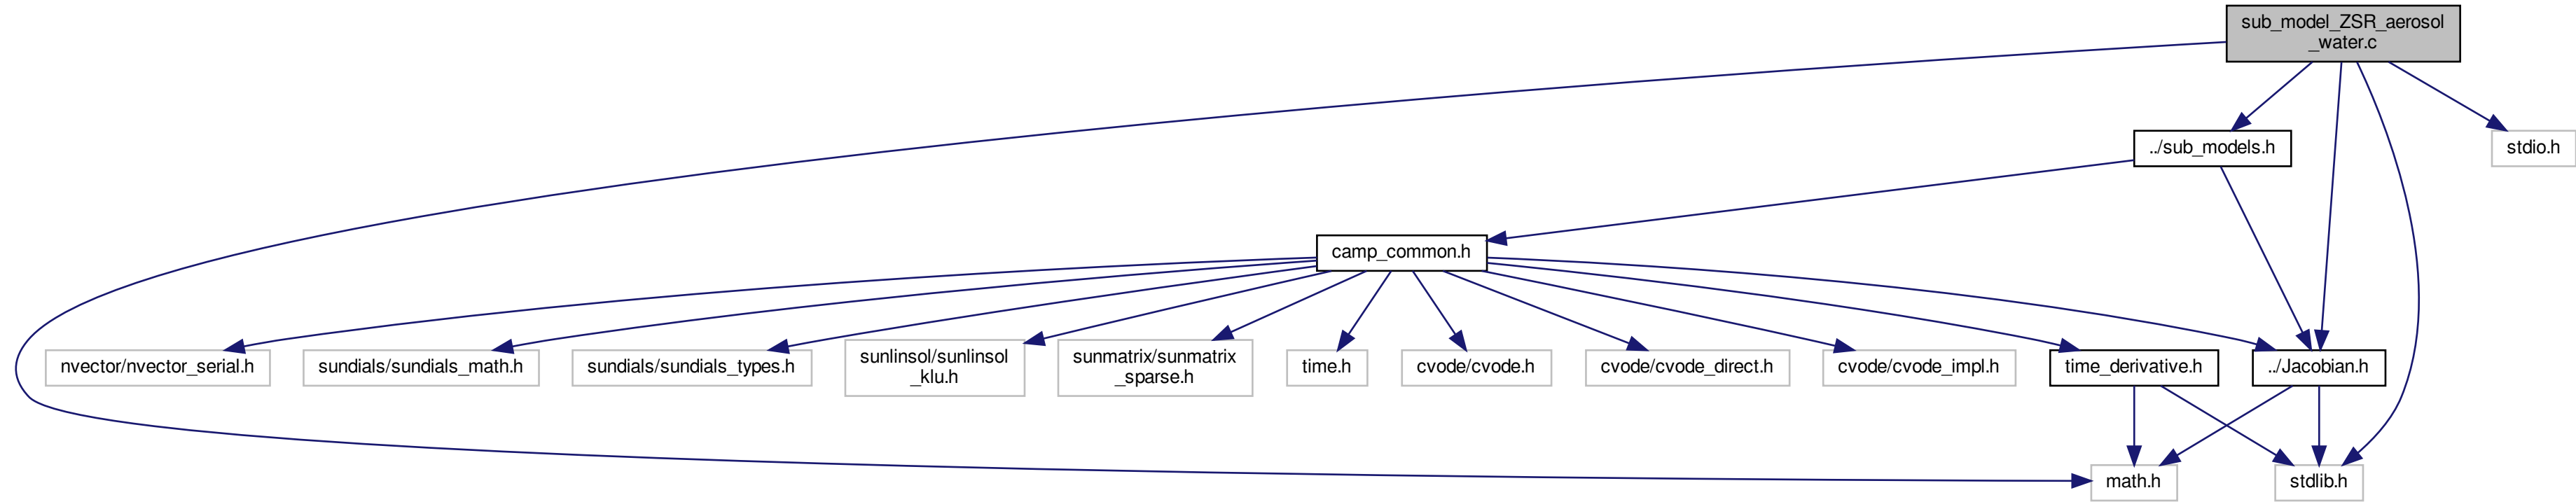 sub_model_ZSR_aerosol
_water.c
../sub_models.h
stdio.h
camp_common.h
nvector/nvector_serial.h
sundials/sundials_math.h
sundials/sundials_types.h
sunlinsol/sunlinsol
_klu.h
sunmatrix/sunmatrix
_sparse.h
time.h
cvode/cvode.h
cvode/cvode_direct.h
cvode/cvode_impl.h
time_derivative.h
../Jacobian.h
math.h
stdlib.h